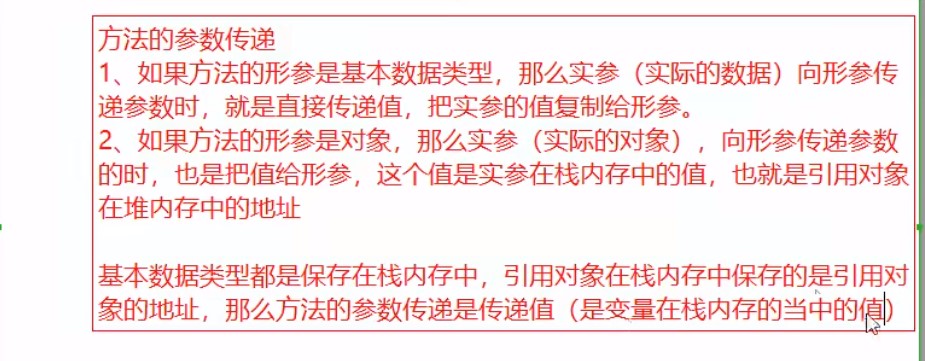 方法的参数传递
1、如果方法的形参是基本数据类型，那么实参（实际的数据）向形参传
递参数时，就是直接传递值，把实参的值复制给形参。
2、如果方法的形参是对象，那么实参（实际的对象），向形参传递参数
的时，也是把值给形参，这个值是实参在栈内存中的值，也就是引用对象
在堆内存中的地址
基本数据类型都是保存在栈内存中，引用对象在栈内存中保存的是引用对
象的地址，那么方法的参数传递是传递值（是变量在栈内存的当中的值）